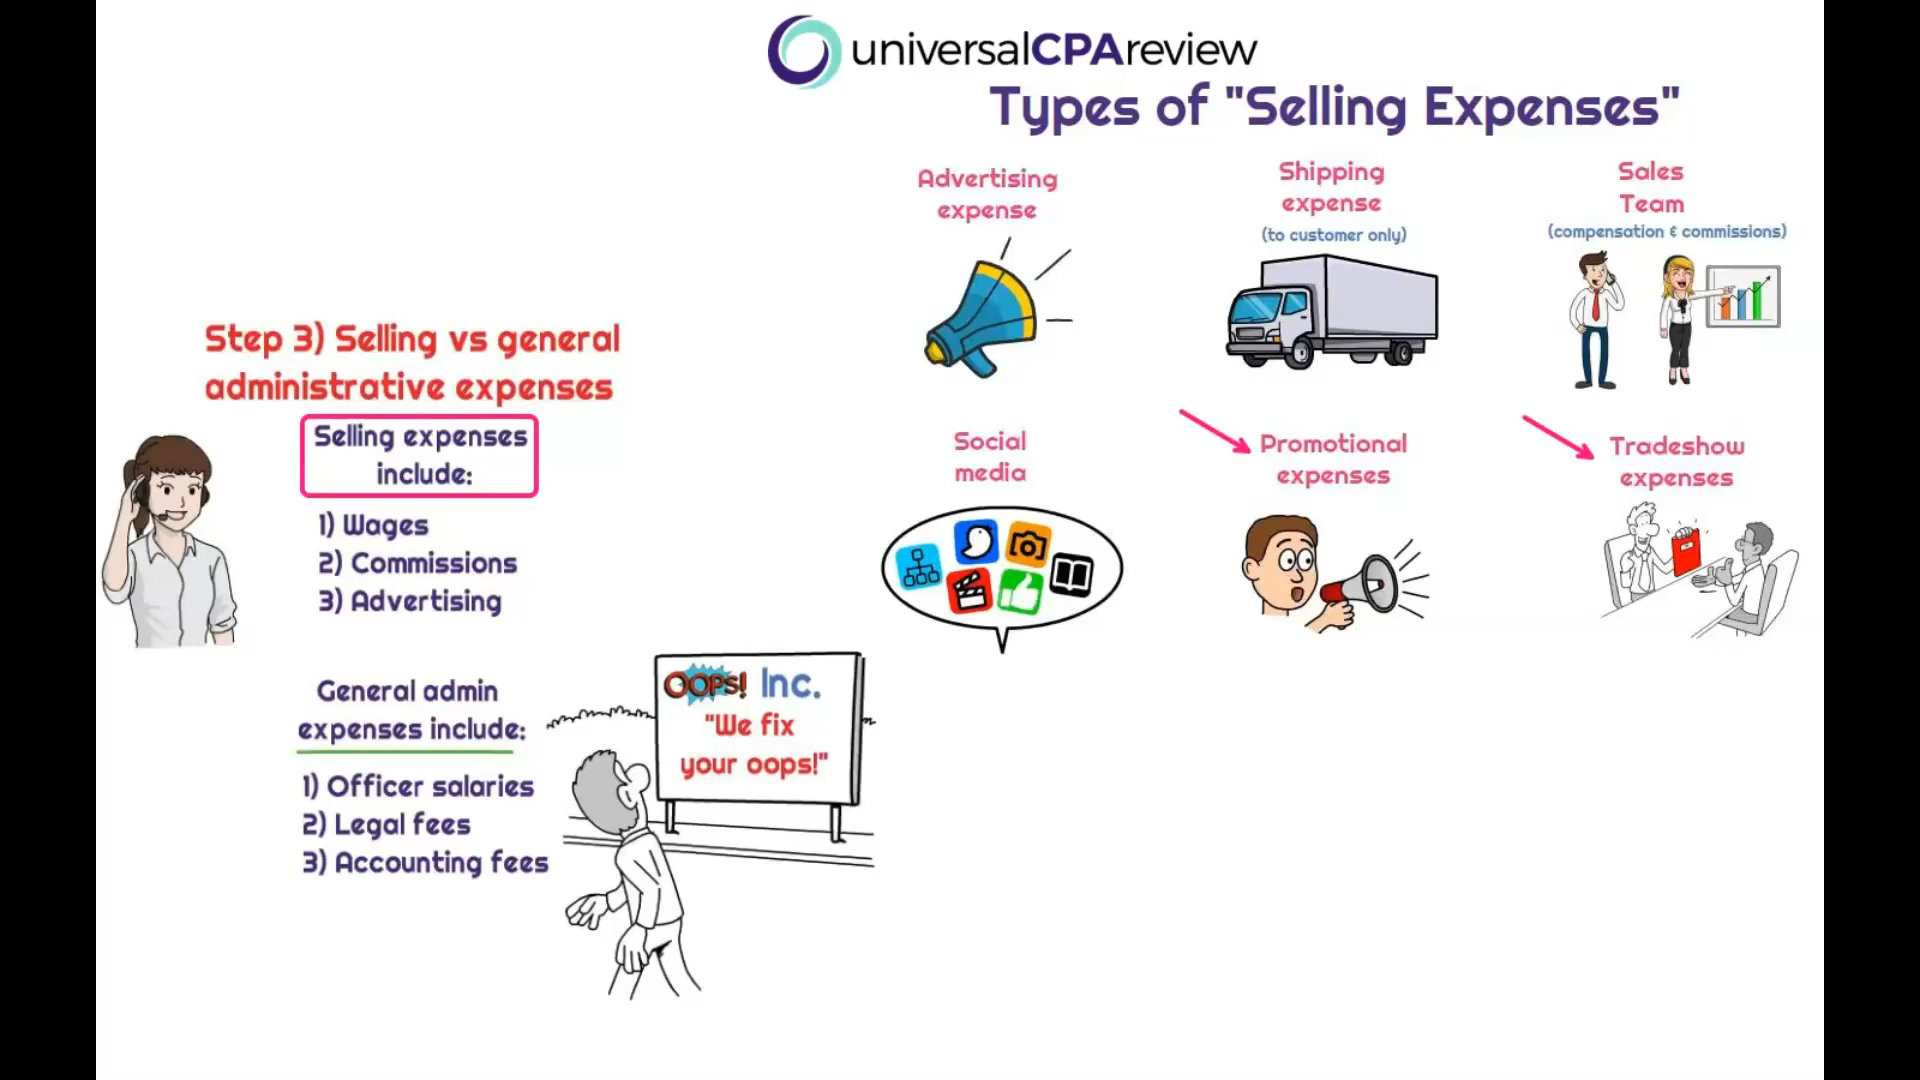 universalCPAreview
Types of "Selling Expenses"
Advertising
expense
Shipping
expense
(to customer only)
Sales
Team
(compensation & commissions)
Social
media
Promotional
expenses
Tradeshow
expenses
Step 3) Selling vs general
administrative expenses
Selling expenses
include:
1) Wages
2) Commissions
3) Advertising
General admin
expenses include:
1) Officer salaries
2) Legal fees
3) Accounting fees
OOPS! Inc.
"We fix
your oops!"